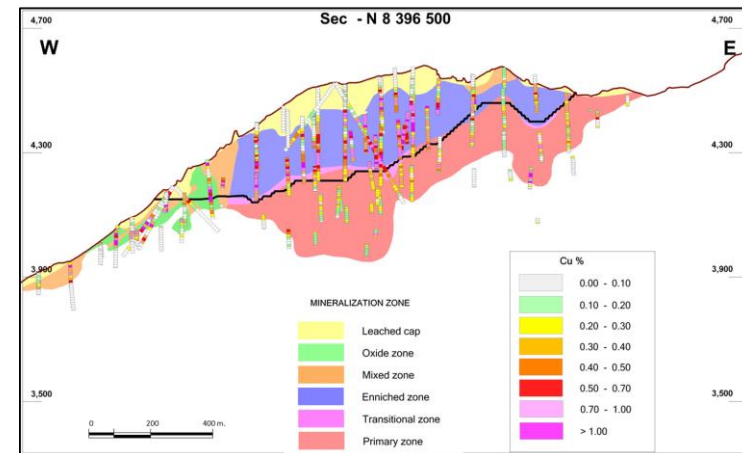 Sec - N 8 396 500
4,700
4,700
W
E
4,300
4,300
3,900
3,900
3,500
3,500
MINERALIZATION ZONE
Leached cap
Oxide zone
Mixed zone
Enniched zone
Transitional zone
Primary zone
Cu %
0.00 - 0.10
0.10 - 0.20
0.20 - 0.30
0.30 - 0.40
0.40 - 0.50
0.50 - 0.70
0.70 - 1.00
> 1.00
0 200 400 m.